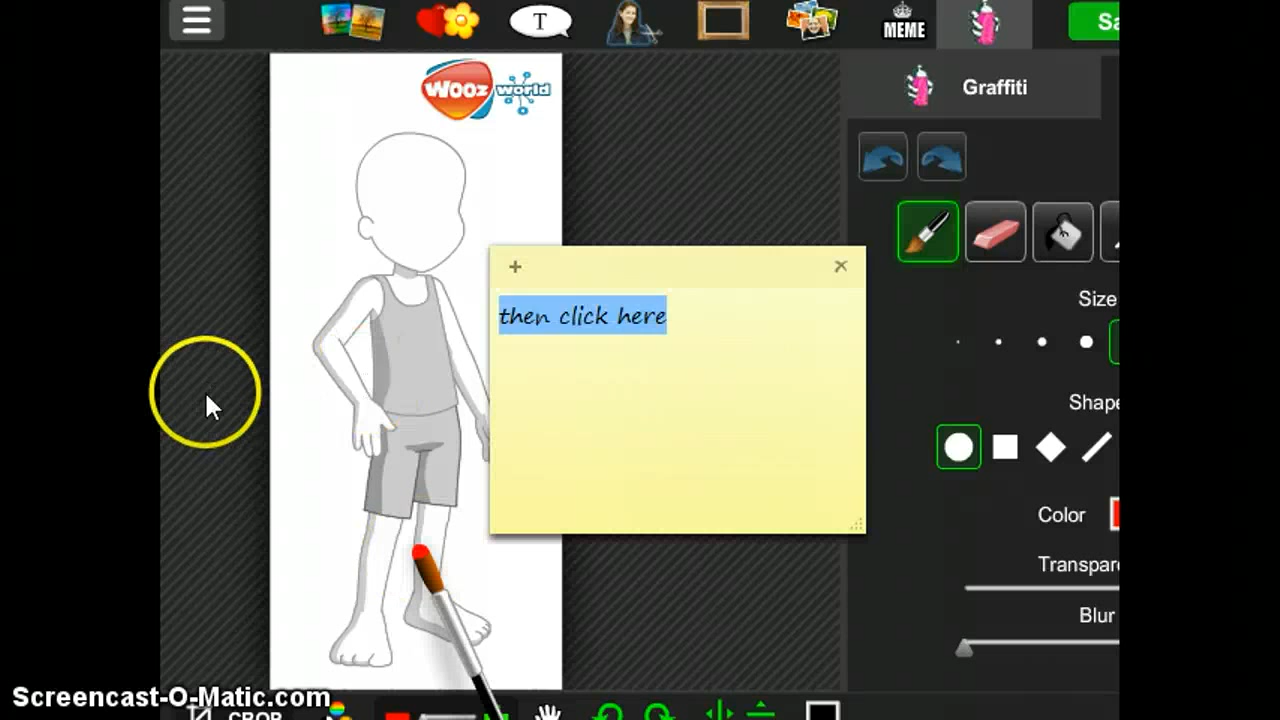 T
MEME
Sa
Wooz world
Graffiti
then click here
Size
Shape
Color
Transpare
Blur
Screencast-O-Matic.com
CROP